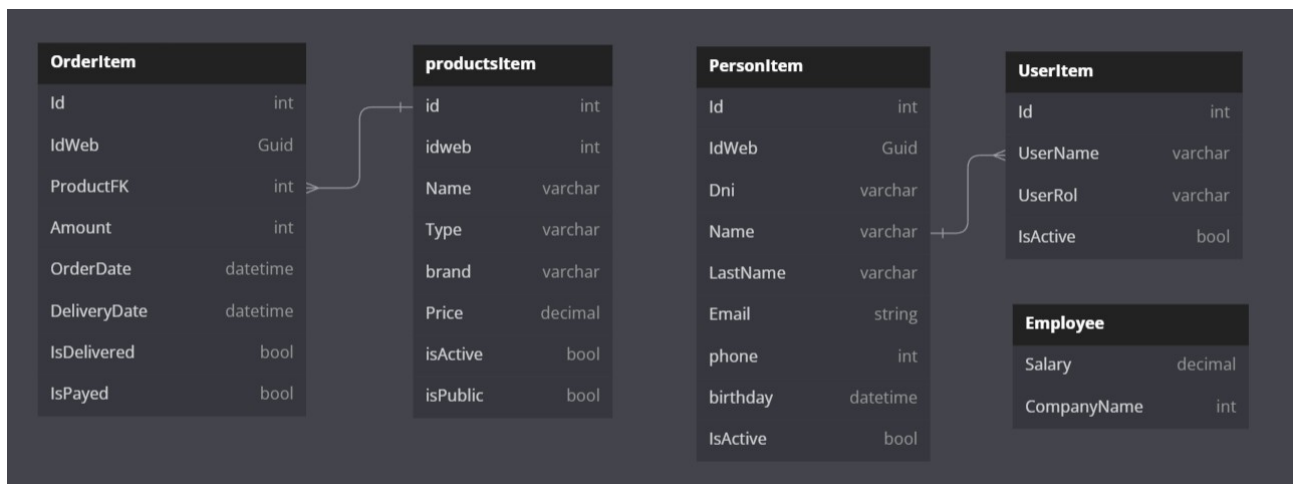 OrderItem
Id int
IdWeb Guid
ProductFK int
Amount int
OrderDate datetime
DeliveryDate datetime
IsDelivered bool
IsPayed bool
productsItem
id int
idweb int
Name varchar
Type varchar
brand varchar
Price decimal
isActive bool
isPublic bool
PersonItem
Id int
IdWeb Guid
Dni varchar
Name varchar
LastName varchar
Email string
phone int
birthday datetime
IsActive bool
UserItem
Id int
UserName varchar
UserRol varchar
IsActive bool
Employee
Salary decimal
CompanyName int